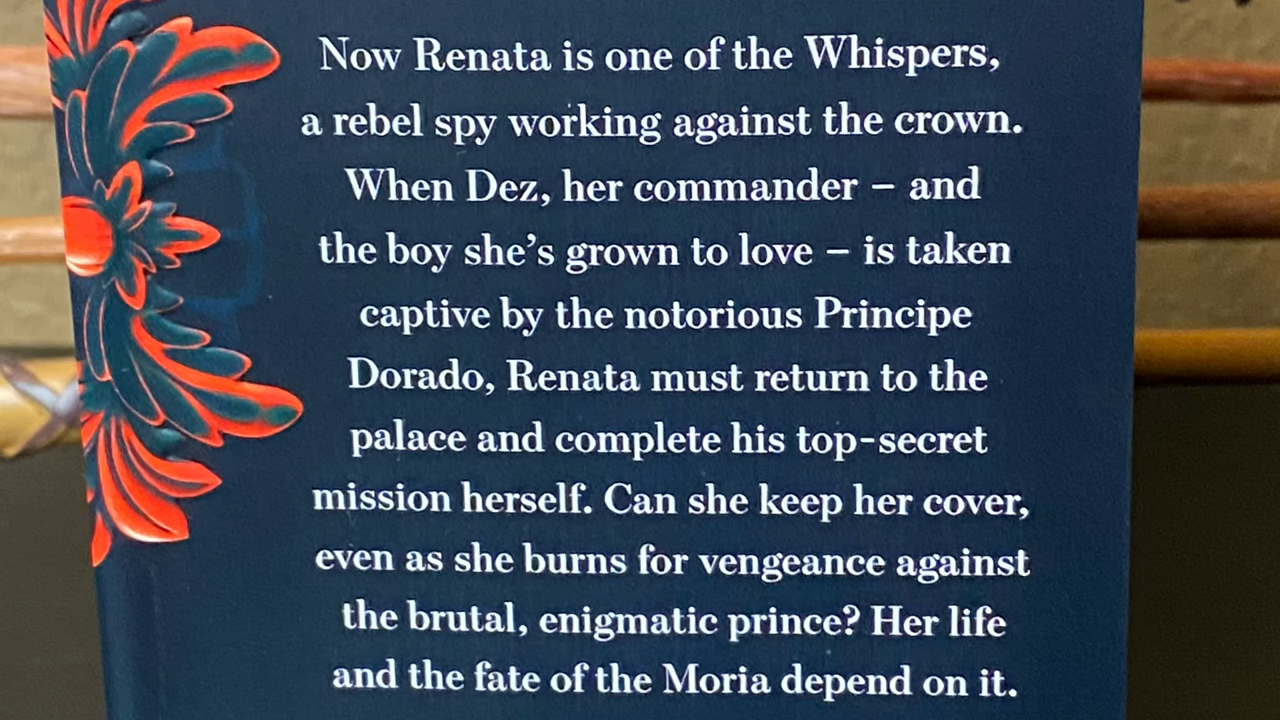 Now Renata is one of the Whispers,
a rebel spy working against the crown.
When Dez, her commander – and
the boy she’s grown to love – is taken
captive by the notorious Principe
Dorado, Renata must return to the
palace and complete his top-secret
mission herself. Can she keep her cover,
even as she burns for vengeance against
the brutal, enigmatic prince? Her life
and the fate of the Moria depend on it.